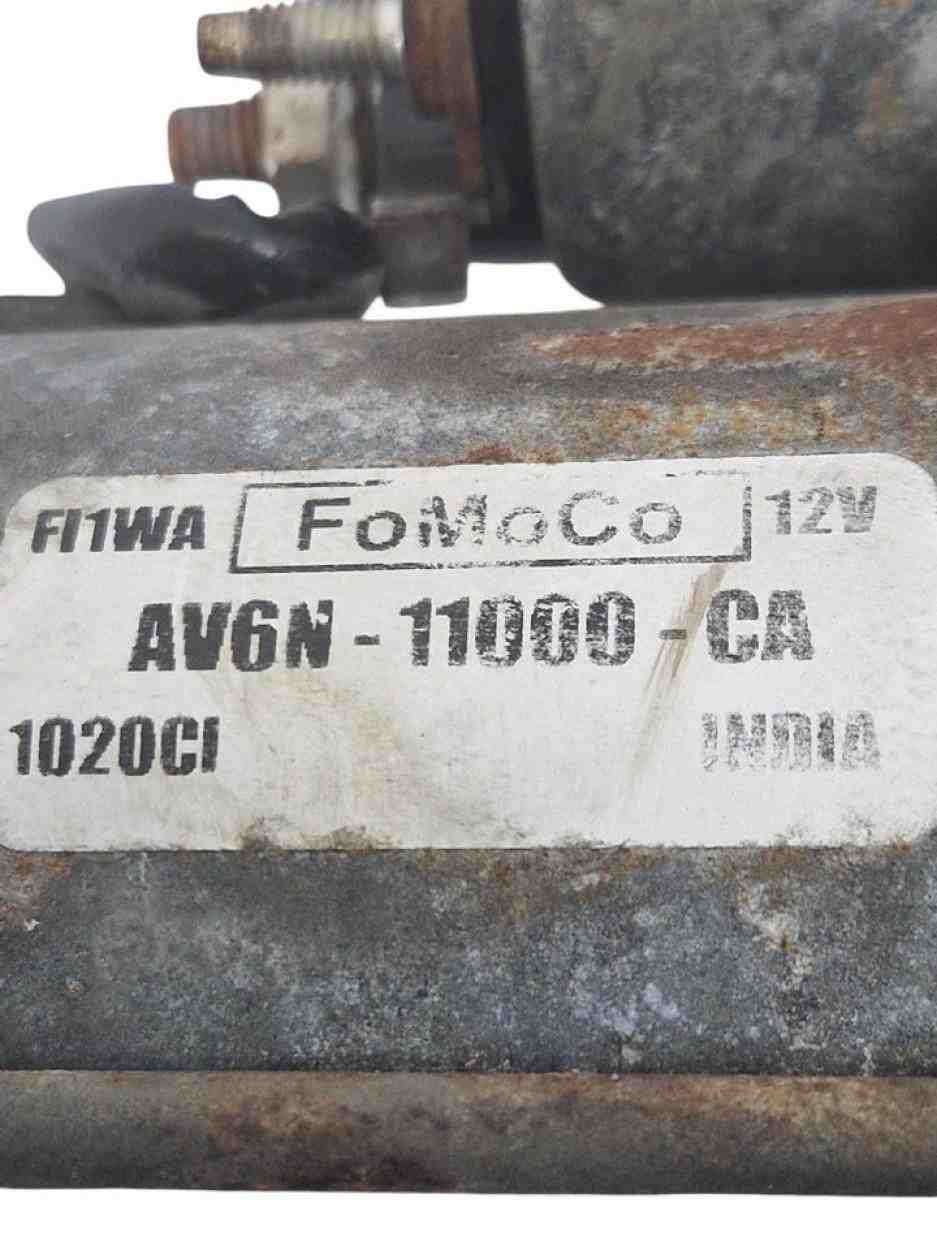 FI1WA FoMoCo 12V
AV6N - 11000 - CA
1020CI INDIA